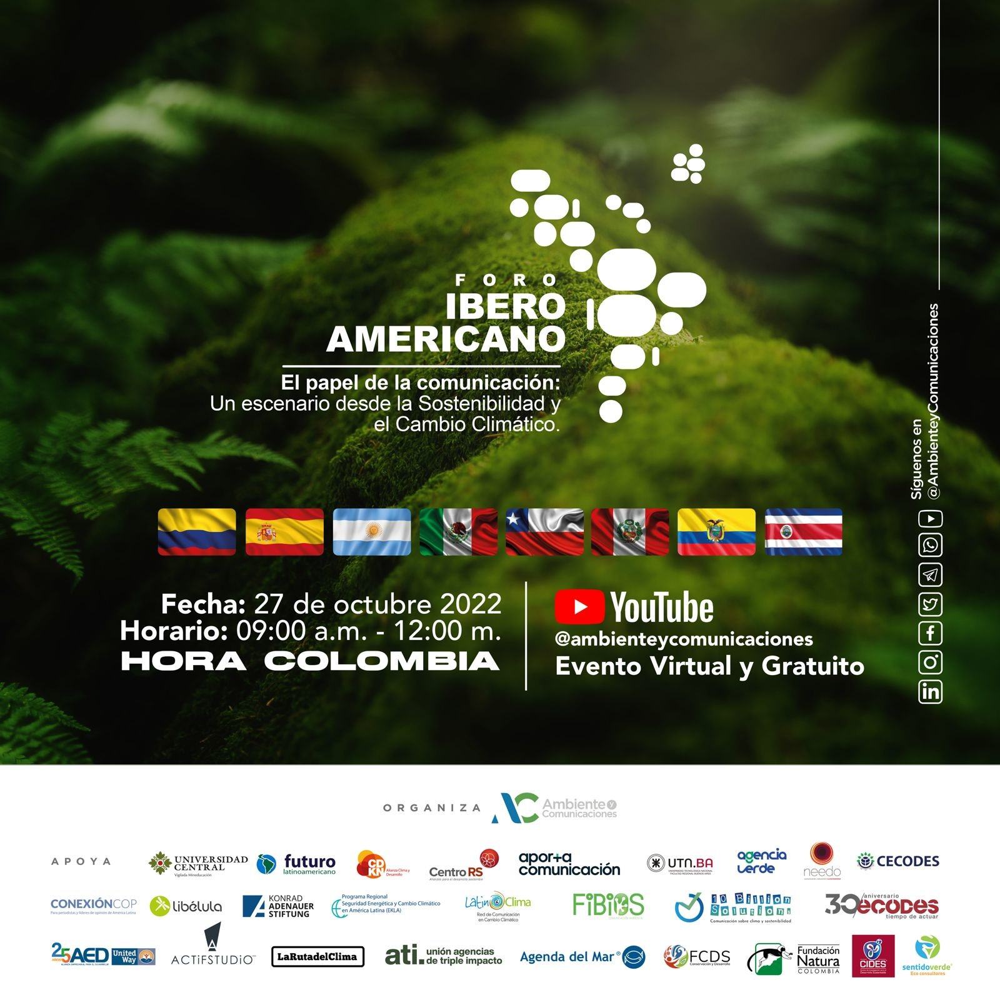 FORO
IBERO
AMERICANO
El papel de la comunicación:
Un escenario desde la Sostenibilidad y
el Cambio Climático.
Síguenos en
@AmbienteyComunicaciones
Fecha: 27 de octubre 2022
Horario: 09:00 a.m. - 12:00 m.
HORA COLOMBIA
YouTube
@ambienteycomunicaciones
Evento Virtual y Gratuito
in
ORGANIZA
AC
Ambiente y
Comunicaciones
APOYA
UNIVERSIDAD
CENTRAL
Vigilada Mineducación
futuro
latinoamericano
CD
KN
Alianza Clima y
Desarrollo
Centro RS
Alianzas para el desarrollo sostenible
apor+a
comunicación
UTN.BA
UNIVERSIDAD TECNOLÓGICA NACIONAL
FACULTAD REGIONAL BUENOS AIRES
agencia
verde
needo
CECODES
CONEXIÓNCOP
Para periodistas y líderes de opinión de América Latina
libélula
KONRAD
ADENAUER
STIFTUNG
Programa Regional
Seguridad Energética y Cambio Climático
en América Latina (EKLA)
LatinClima
Red de Comunicación
en Cambio Climático
FiBiOS
COMUNICACIÓN AMBIENTAL
10 Billion
Solutions
Comunicación sobre clima y sostenibilidad
30 aniversario
ecodes
tiempo de actuar
25 AÑOS AED
ALIANZA EMPRESARIAL PARA EL DESARROLLO
United
Way
ACTiFSTUDiO
LaRutadelClima
ati. unión agencias
de triple impacto
Agenda del Mar®
FCDS
Conservación y Desarrollo
Fundación
Natura
COLOMBIA
CIDES
sentidoverde®
Eco consultores